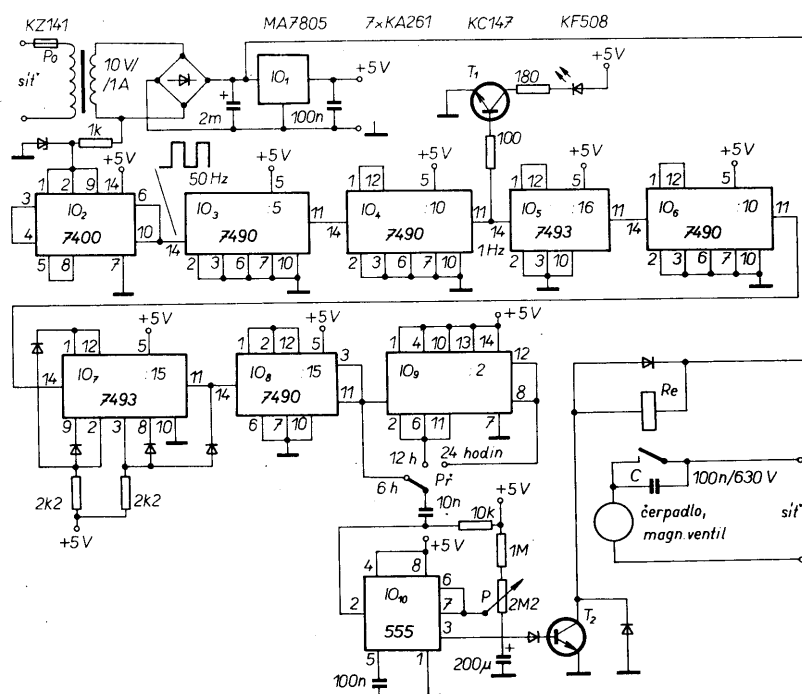 KZ141 MA7805 7xKA261 KC147 KF508
Po
síť
10V/
/1A
IO1
+5V
2m
100n
T1
180
+5V
100
1k
+5V
50 Hz
1 2 9 14
3
4
6
10
IO2
7400
5 8 7
14
+5V
5
IO3 :5
7490
11
2 3 6 7 10
14
1 12
+5V
5
IO4 :10
7490
11
2 3 6 7 10
1Hz
14
1 12
+5V
5
IO5 :16
7493
11
2 3 10
14
1 12
+5V
5
IO6 :10
7490
11
2 3 6 7 10
14
1 12
+5V
5
IO7 :15
7493
11
9 2 3 8 10
2k2
2k2
+5V
14
1 2 12
+5V
5
IO8 :15
7490
3
11
6 7 10
1 4 10 13 14
+5V
IO9 :2
12
8
2 6 11 7
12 h
24 hodin
6 h
Př
10n
10k
+5V
1M
P
2M2
200µ
+
+5V
4 8
2
IO10
555
6
7
3
5 1
100n
T2
Re
C
100n/630 V
čerpadlo,
magn. ventil
síť